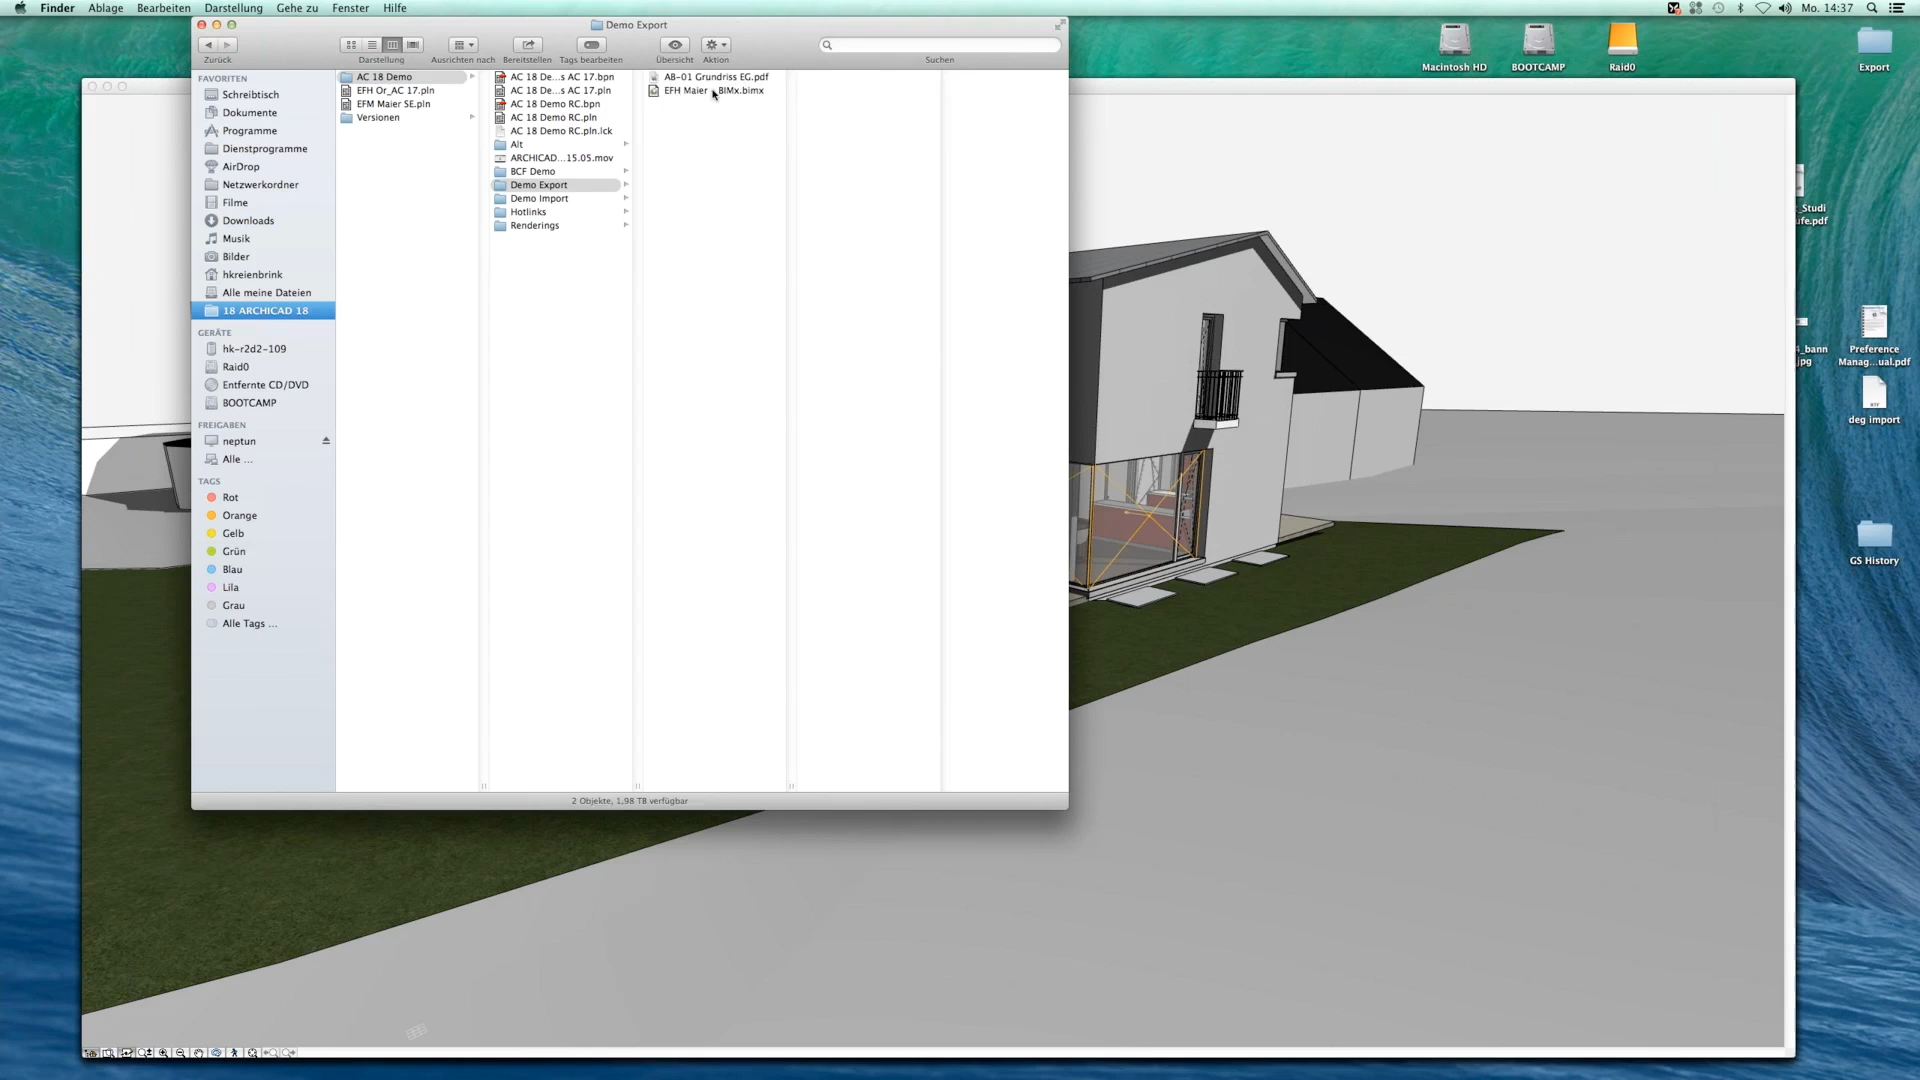 Finder Ablage Bearbeiten Darstellung Gehe zu Fenster Hilfe
Mo. 14:37
Demo Export
Zurück
Darstellung
Ausrichten nach
Bereitstellen
Tags bearbeiten
Übersicht
Aktion
Suchen
FAVORITEN
Schreibtisch
Dokumente
Programme
Dienstprogramme
AirDrop
Netzwerkordner
Filme
Downloads
Musik
Bilder
hkreienbrink
Alle meine Dateien
18 ARCHICAD 18
GERÄTE
hk-r2d2-109
Raid0
Entfernte CD/DVD
BOOTCAMP
FREIGABEN
neptun
Alle ...
TAGS
Rot
Orange
Gelb
Grün
Blau
Lila
Grau
Alle Tags ...
AC 18 Demo
EFH Or_AC 17.pln
EFM Maier SE.pln
Versionen
AC 18 De...s AC 17.bpn
AC 18 De...s AC 17.pln
AC 18 Demo RC.bpn
AC 18 Demo RC.pln
AC 18 Demo RC.pln.lck
Alt
ARCHICAD...15.05.mov
BCF Demo
Demo Export
Demo Import
Hotlinks
Renderings
AB-01 Grundriss EG.pdf
EFH Maier BIMx.bimx
2 Objekte, 1,98 TB verfügbar
Macintosh HD
BOOTCAMP
Raid0
Export
_Studi
ufe.pdf
4_bann
jpg
Preference
Manag...ual.pdf
deg import
GS History